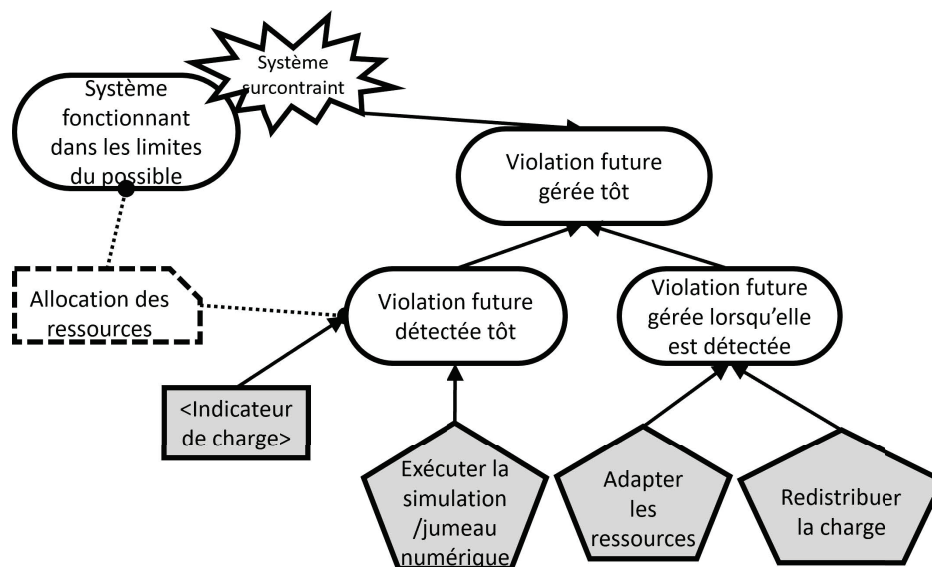 Système
surcontraint
Système
fonctionnant
dans les limites
du possible
Violation future
gérée tôt
Allocation des
ressources
Violation future
détectée tôt
Violation future
gérée lorsqu’elle
est détectée
<Indicateur
de charge>
Exécuter la
simulation
/jumeau
numérique
Adapter
les
ressources
Redistribuer
la charge